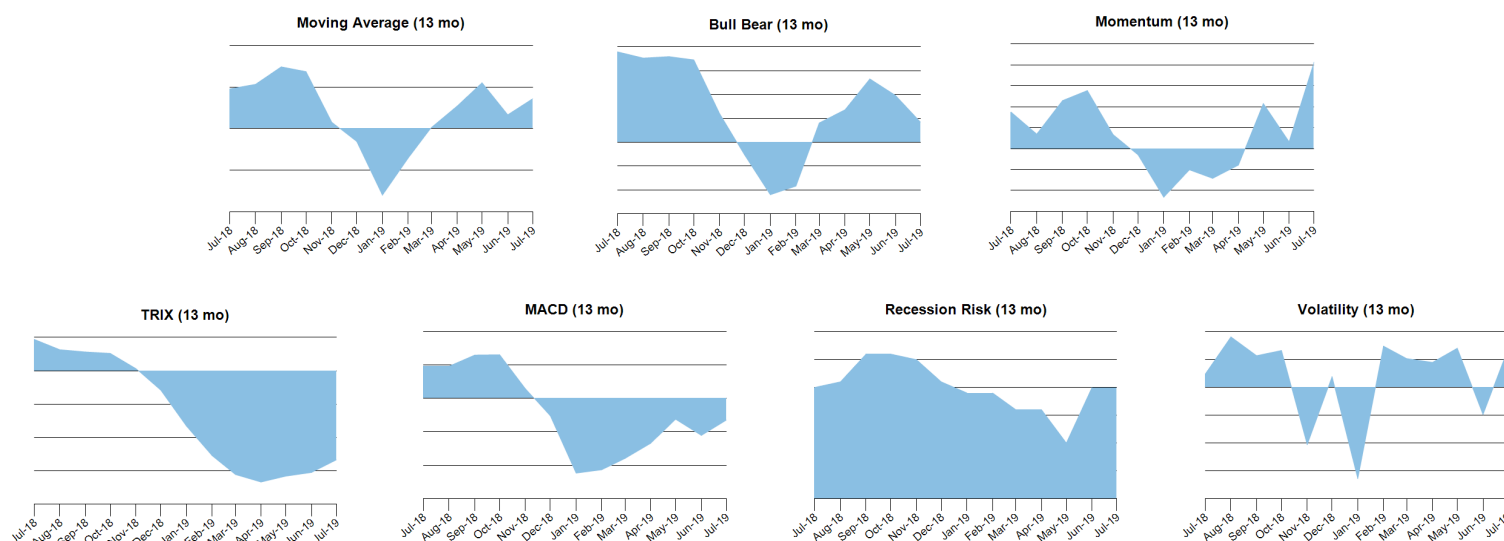 Moving Average (13 mo)
Jul-18
Aug-18
Sep-18
Oct-18
Nov-18
Dec-18
Jan-19
Feb-19
Mar-19
Apr-19
May-19
Jun-19
Jul-19
Bull Bear (13 mo)
Jul-18
Aug-18
Sep-18
Oct-18
Nov-18
Dec-18
Jan-19
Feb-19
Mar-19
Apr-19
May-19
Jun-19
Jul-19
Momentum (13 mo)
Jul-18
Aug-18
Sep-18
Oct-18
Nov-18
Dec-18
Jan-19
Feb-19
Mar-19
Apr-19
May-19
Jun-19
Jul-19
TRIX (13 mo)
Jul-18
Aug-18
Sep-18
Oct-18
Nov-18
Dec-18
Jan-19
Feb-19
Mar-19
Apr-19
May-19
Jun-19
Jul-19
MACD (13 mo)
Jul-18
Aug-18
Sep-18
Oct-18
Nov-18
Dec-18
Jan-19
Feb-19
Mar-19
Apr-19
May-19
Jun-19
Jul-19
Recession Risk (13 mo)
Jul-18
Aug-18
Sep-18
Oct-18
Nov-18
Dec-18
Jan-19
Feb-19
Mar-19
Apr-19
May-19
Jun-19
Jul-19
Volatility (13 mo)
Jul-18
Aug-18
Sep-18
Oct-18
Nov-18
Dec-18
Jan-19
Feb-19
Mar-19
Apr-19
May-19
Jun-19